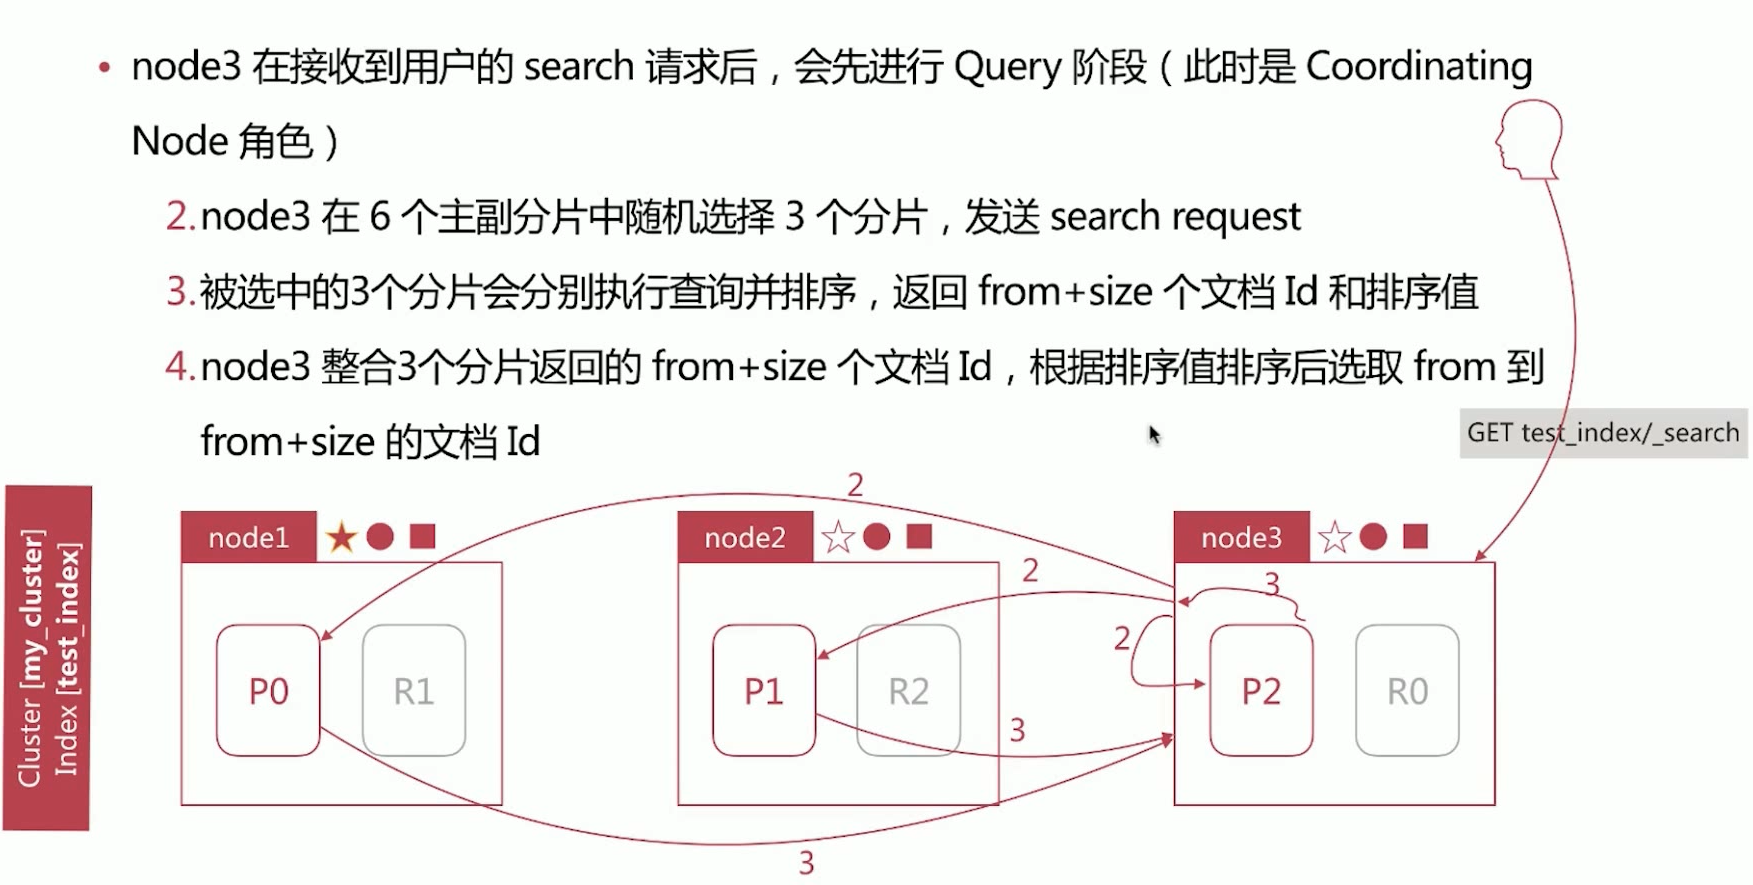 • node3 在接收到用户的 search 请求后，会先进行 Query 阶段（此时是 Coordinating
Node 角色）
2.node3 在 6 个主副分片中随机选择 3 个分片，发送 search request
3.被选中的3个分片会分别执行查询并排序，返回 from+size 个文档 Id 和排序值
4.node3 整合3个分片返回的 from+size 个文档 Id，根据排序值排序后选取 from 到
from+size 的文档 Id
GET test_index/_search
Cluster [my_cluster]
Index [test_index]
2
node1
node2
node3
2
3
2
P0
R1
P1
R2
P2
R0
3
3